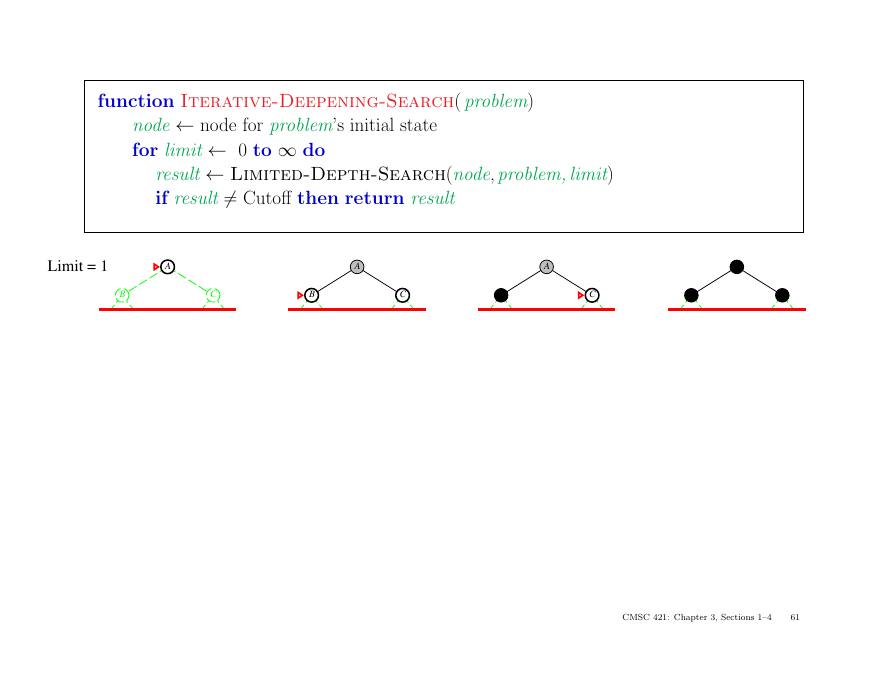 function Iterative-Deepening-Search( problem)
node ← node for problem's initial state
for limit ← 0 to ∞ do
result ← Limited-Depth-Search(node, problem, limit)
if result ≠ Cutoff then return result
Limit = 1
A
B C
A
B C
A
C
CMSC 421: Chapter 3, Sections 1–4 61